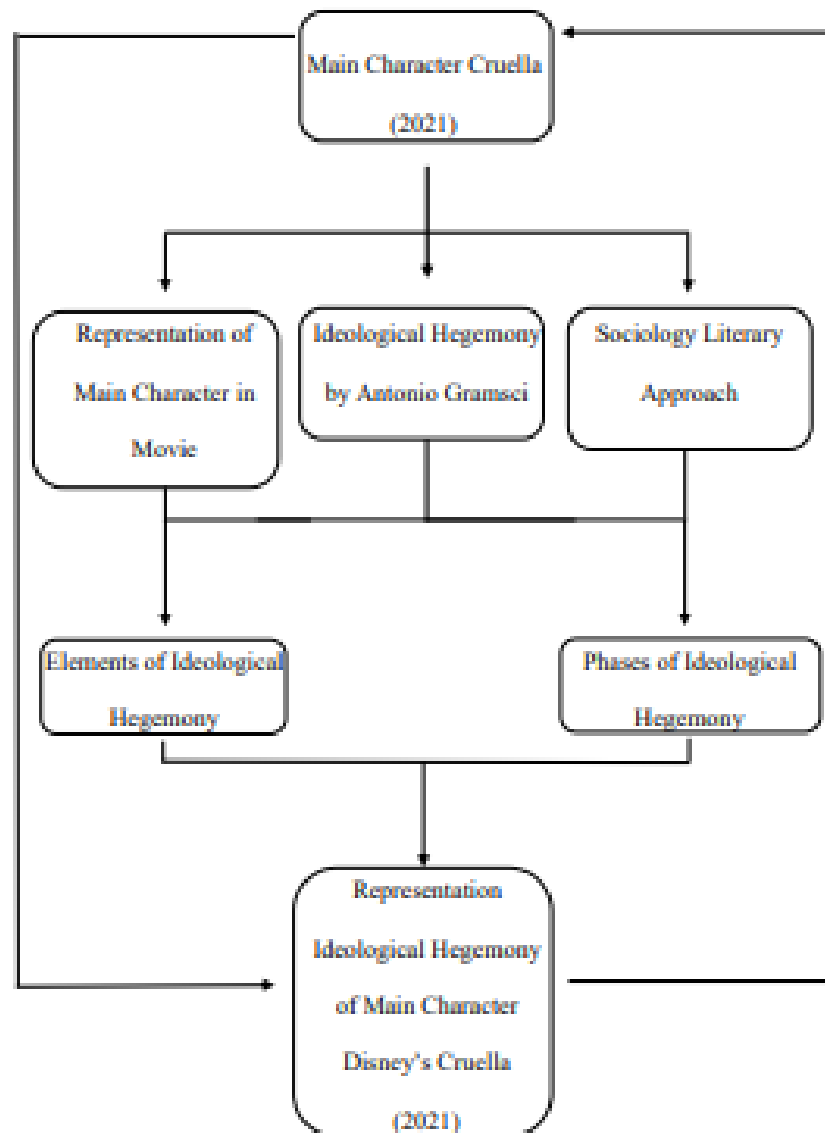 Main Character Cruella
(2021)
Representation of
Main Character in
Movie
Ideological Hegemony
by Antonio Gramsci
Sociology Literary
Approach
Elements of Ideological
Hegemony
Phases of Ideological
Hegemony
Representation
Ideological Hegemony
of Main Character
Disney's Cruella
(2021)